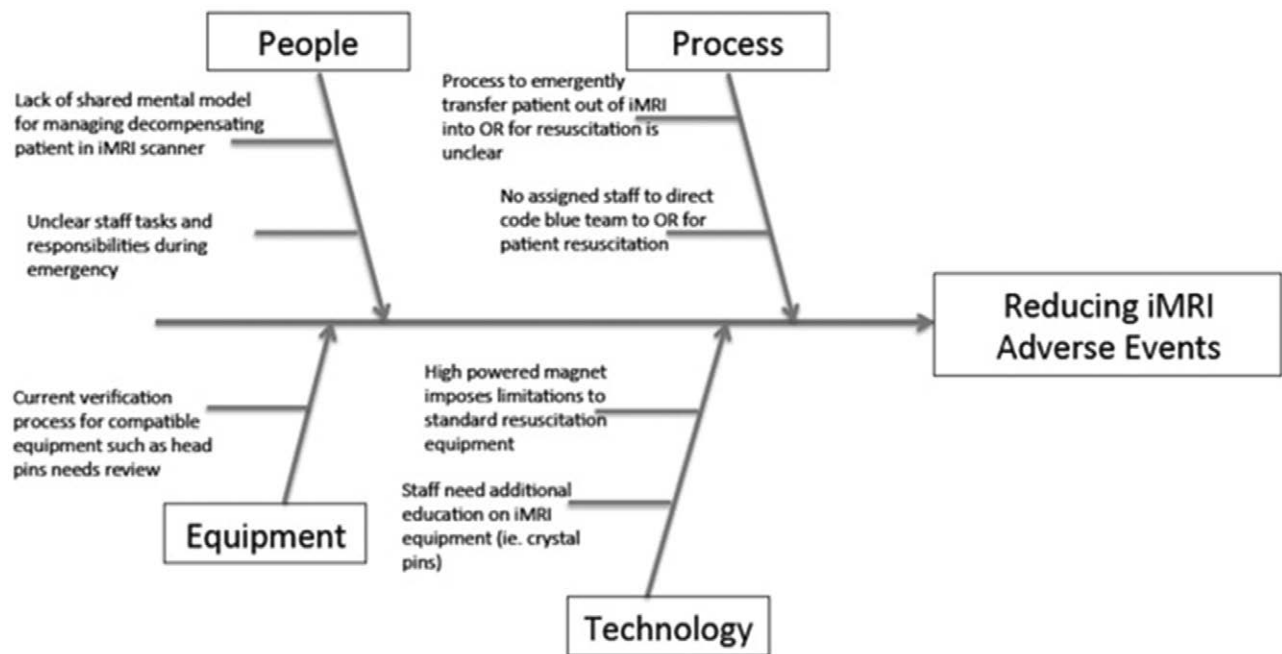 People
Lack of shared mental model
for managing decompensating
patient in iMRI scanner
Unclear staff tasks and
responsibilities during
emergency
Process
Process to emergently
transfer patient out of iMRI
into OR for resuscitation is
unclear
No assigned staff to direct
code blue team to OR for
patient resuscitation
Reducing iMRI
Adverse Events
Current verification
process for compatible
equipment such as head
pins needs review
Equipment
High powered magnet
imposes limitations to
standard resuscitation
equipment
Staff need additional
education on iMRI
equipment (ie. crystal
pins)
Technology